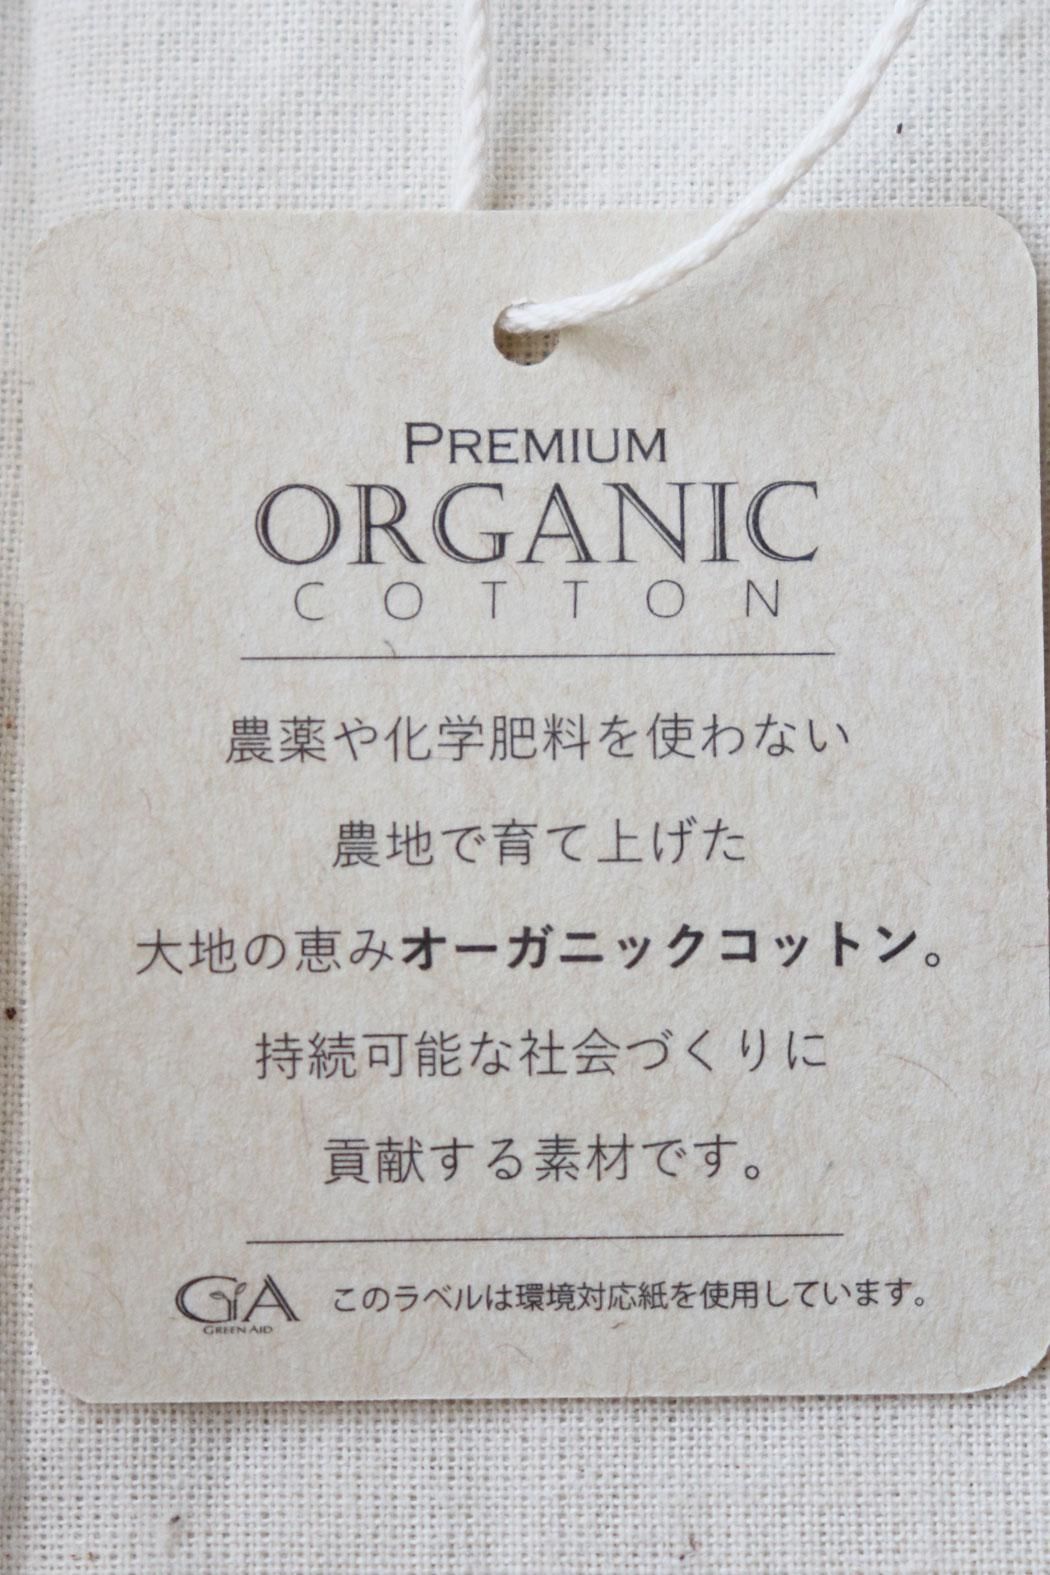 PREMIUM
ORGANIC
COTTON
農薬や化学肥料を使わない
農地で育て上げた
大地の恵みオーガニックコットン。
持続可能な社会づくりに
貢献する素材です。
GA
GREEN AID
このラベルは環境対応紙を使用しています。